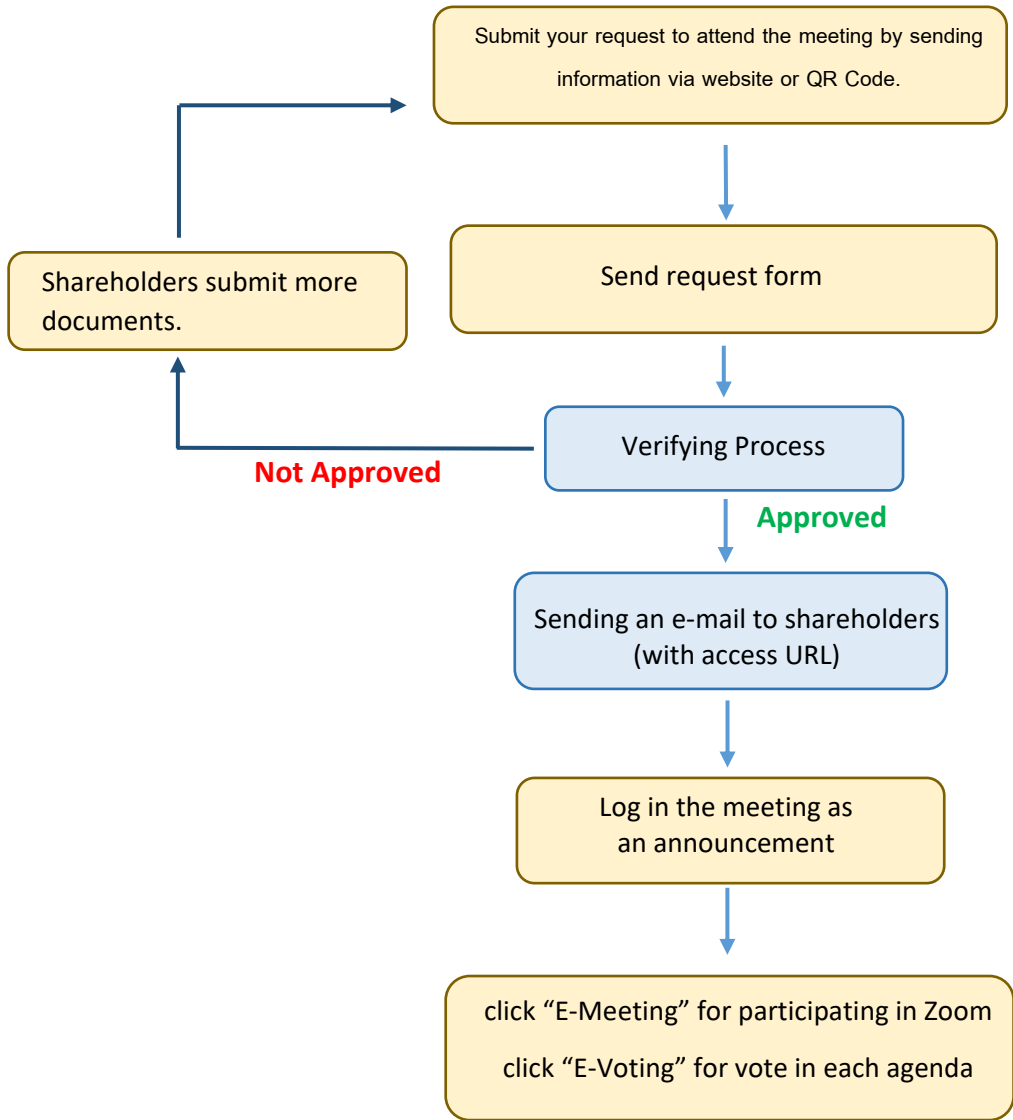 Submit your request to attend the meeting by sending
information via website or QR Code.
Send request form
Shareholders submit more
documents.
Verifying Process
Not Approved
Approved
Sending an e-mail to shareholders
(with access URL)
Log in the meeting as
an announcement
click “E-Meeting” for participating in Zoom
click “E-Voting” for vote in each agenda